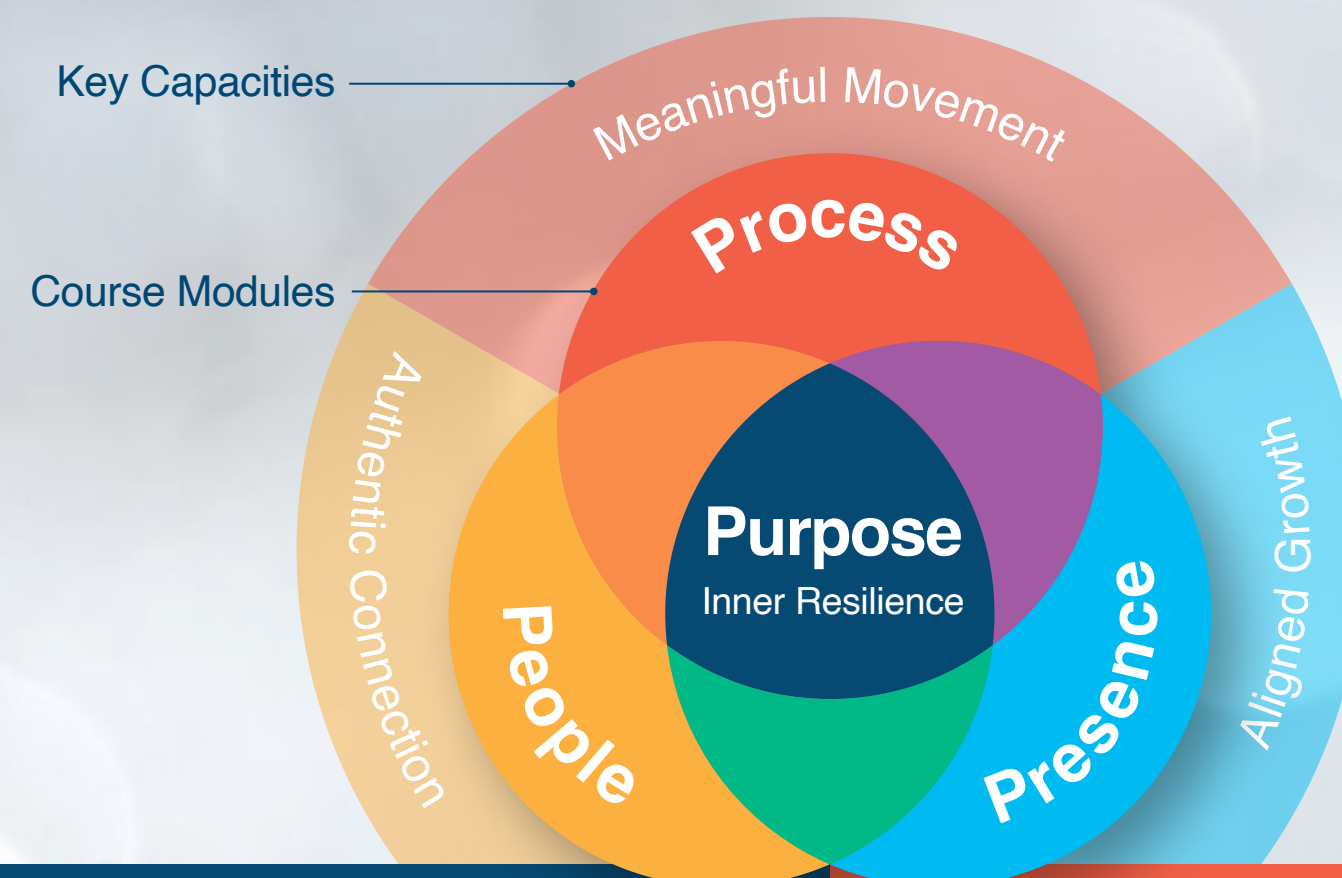 Key Capacities
Meaningful Movement
Process
Course Modules
Authentic Connection
Aligned Growth
Purpose
Inner Resilience
People
Presence